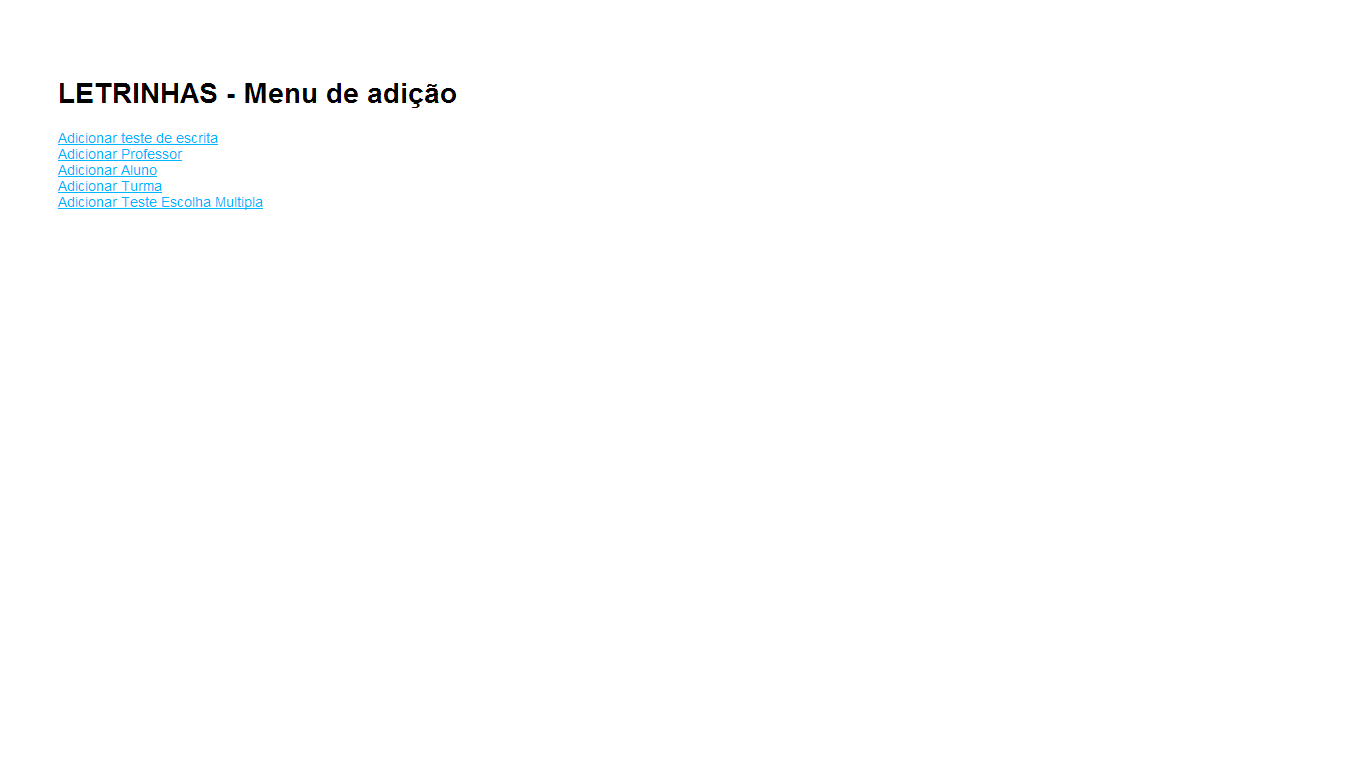 LETRINHAS - Menu de adição
Adicionar teste de escrita
Adicionar Professor
Adicionar Aluno
Adicionar Turma
Adicionar Teste Escolha Multipla